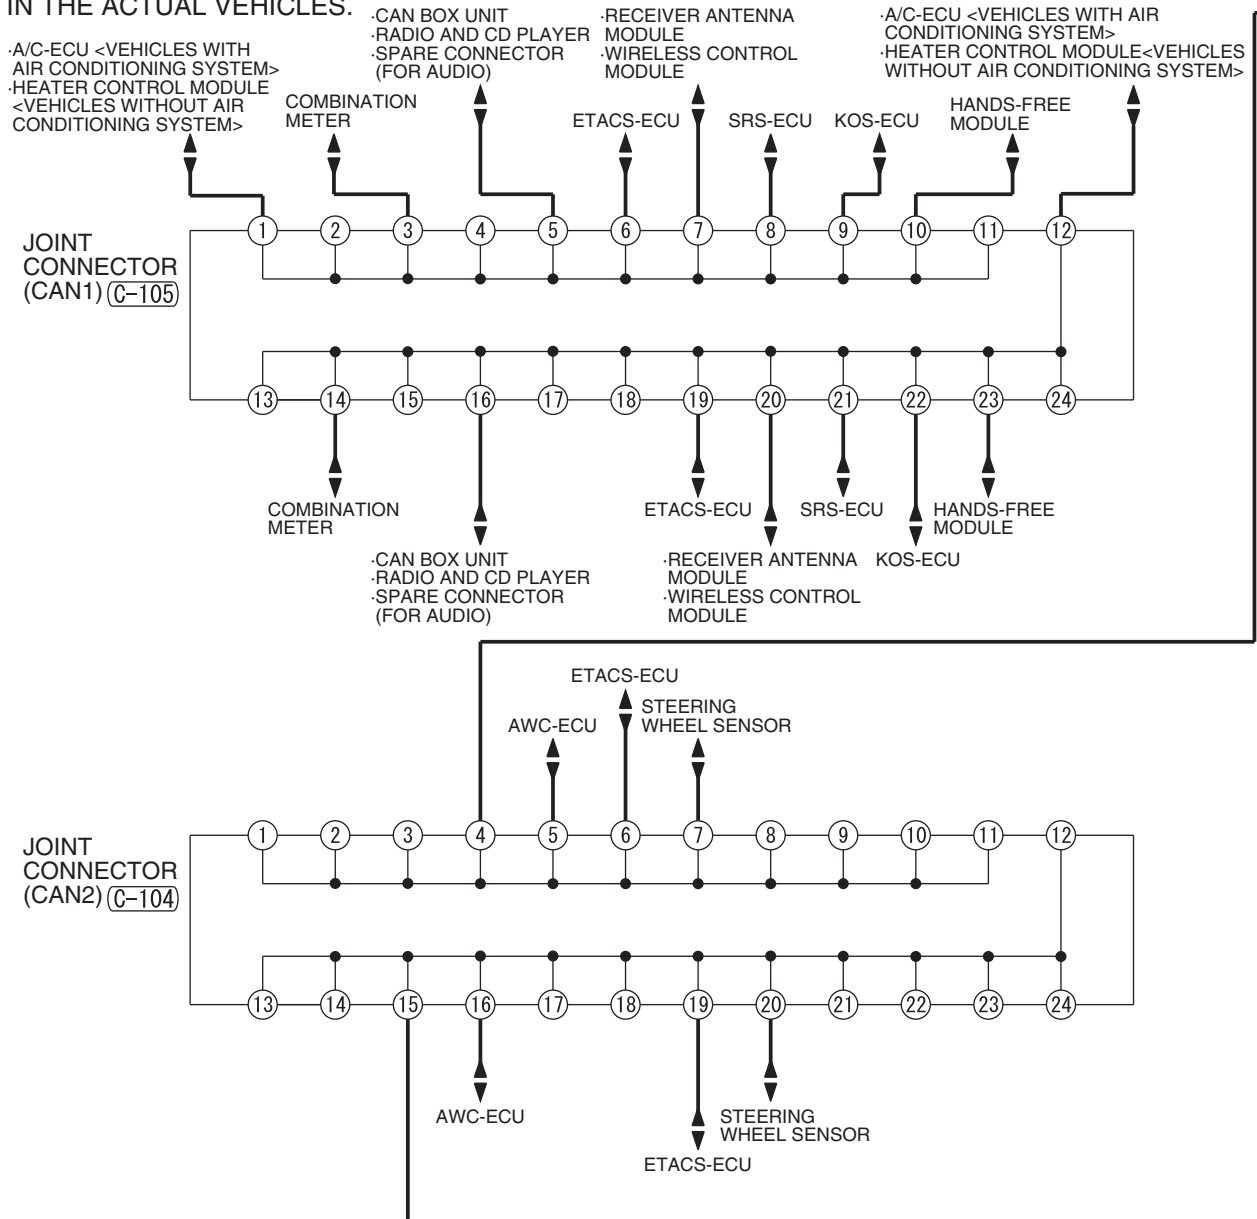 IN THE ACTUAL VEHICLES.
·A/C-ECU <VEHICLES WITH
AIR CONDITIONING SYSTEM>
·HEATER CONTROL MODULE
<VEHICLES WITHOUT AIR
CONDITIONING SYSTEM>
COMBINATION
METER
·CAN BOX UNIT
·RADIO AND CD PLAYER
·SPARE CONNECTOR
(FOR AUDIO)
ETACS-ECU
·RECEIVER ANTENNA
MODULE
·WIRELESS CONTROL
MODULE
SRS-ECU
KOS-ECU
·A/C-ECU <VEHICLES WITH AIR
CONDITIONING SYSTEM>
·HEATER CONTROL MODULE<VEHICLES
WITHOUT AIR CONDITIONING SYSTEM>
HANDS-FREE
MODULE
1 2 3 4 5 6 7 8 9 10 11 12
JOINT
CONNECTOR
(CAN1) C-105
13 14 15 16 17 18 19 20 21 22 23 24
COMBINATION
METER
·CAN BOX UNIT
·RADIO AND CD PLAYER
·SPARE CONNECTOR
(FOR AUDIO)
ETACS-ECU
·RECEIVER ANTENNA
MODULE
·WIRELESS CONTROL
MODULE
SRS-ECU
KOS-ECU
HANDS-FREE
MODULE
ETACS-ECU
AWC-ECU
STEERING
WHEEL SENSOR
1 2 3 4 5 6 7 8 9 10 11 12
JOINT
CONNECTOR
(CAN2) C-104
13 14 15 16 17 18 19 20 21 22 23 24
AWC-ECU
STEERING
WHEEL SENSOR
ETACS-ECU